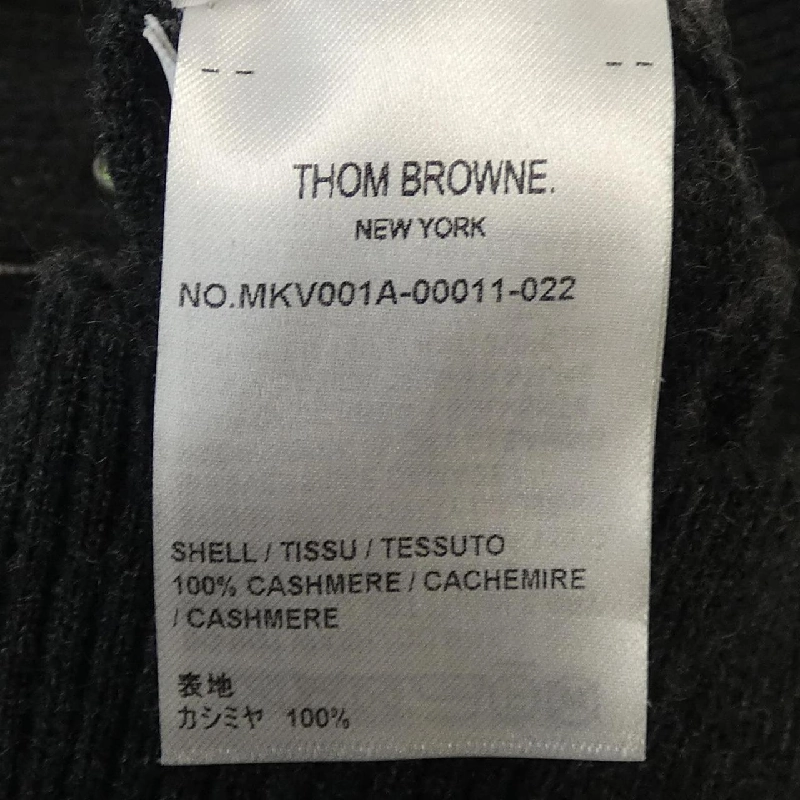 THOM BROWNE.
NEW YORK
NO.MKV001A-00011-022
SHELL / TISSU / TESSUTO
100% CASHMERE / CACHEMIRE
/ CASHMERE
表地
カシミヤ 100%